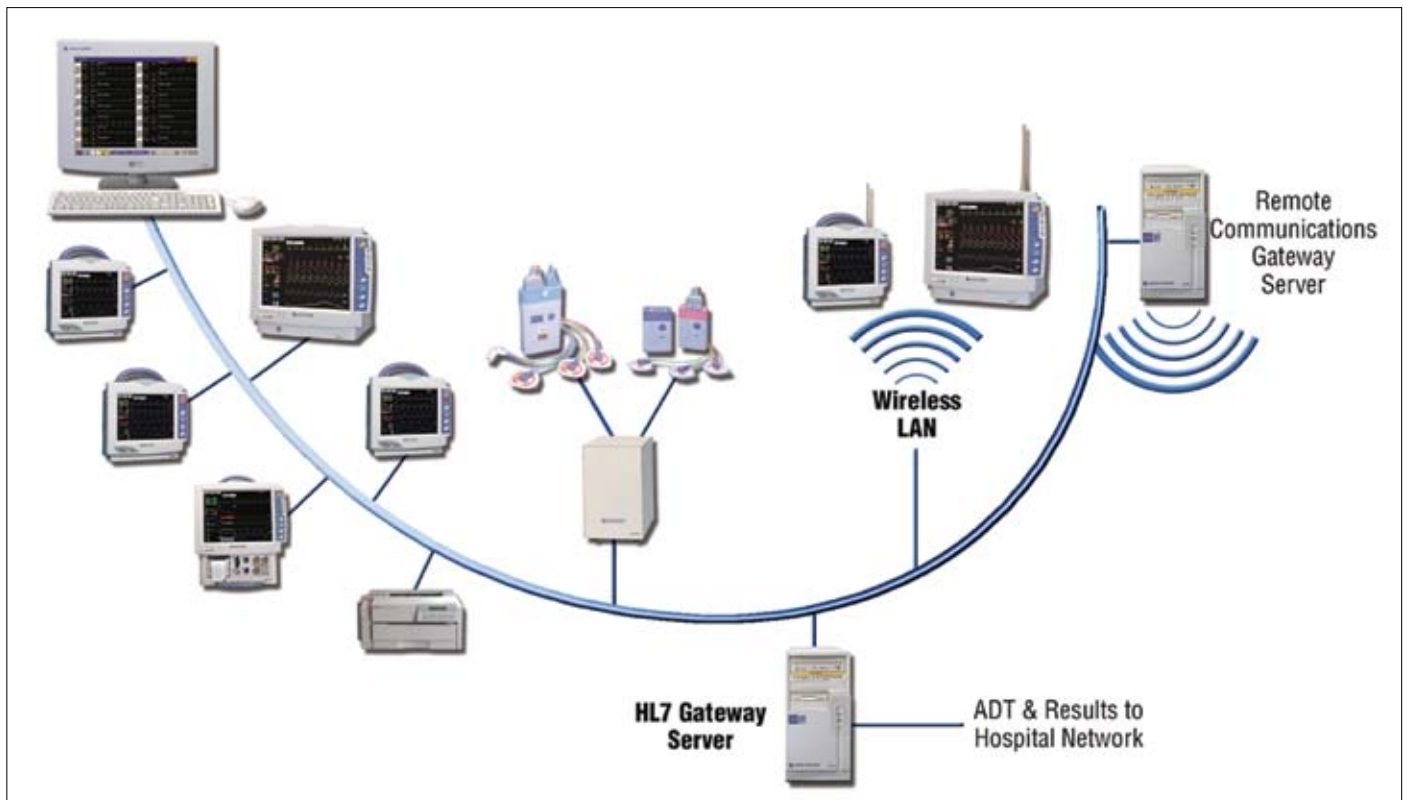 Remote
Communications
Gateway
Server
Wireless
LAN
HL7 Gateway
Server
ADT & Results to
Hospital Network